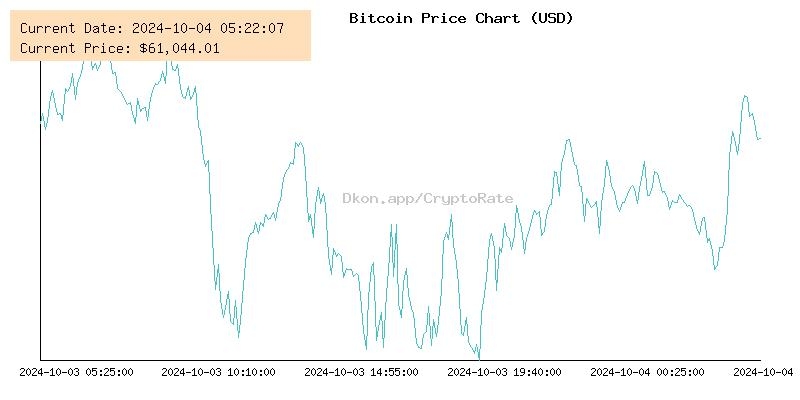 Bitcoin Price Chart (USD)
Current Date: 2024-10-04 05:22:07
Current Price: $61,044.01
Dkon.app/CryptoRate
2024-10-03 05:25:00 2024-10-03 10:10:00 2024-10-03 14:55:00 2024-10-03 19:40:00 2024-10-04 00:25:00 2024-10-04